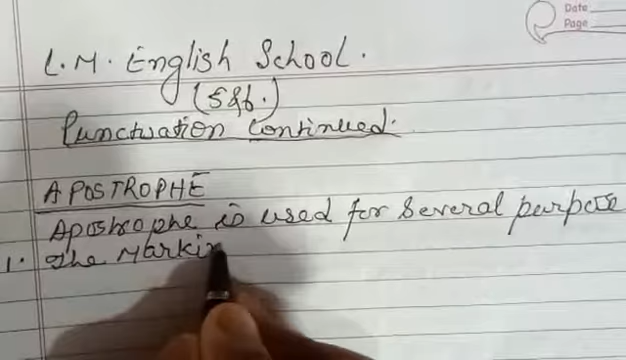 Date
Page
L.M. English School.
(5&6.)
Punctuation Continued.
APOSTROPHE
Apostrophe is used for several purpose
1. The Markin